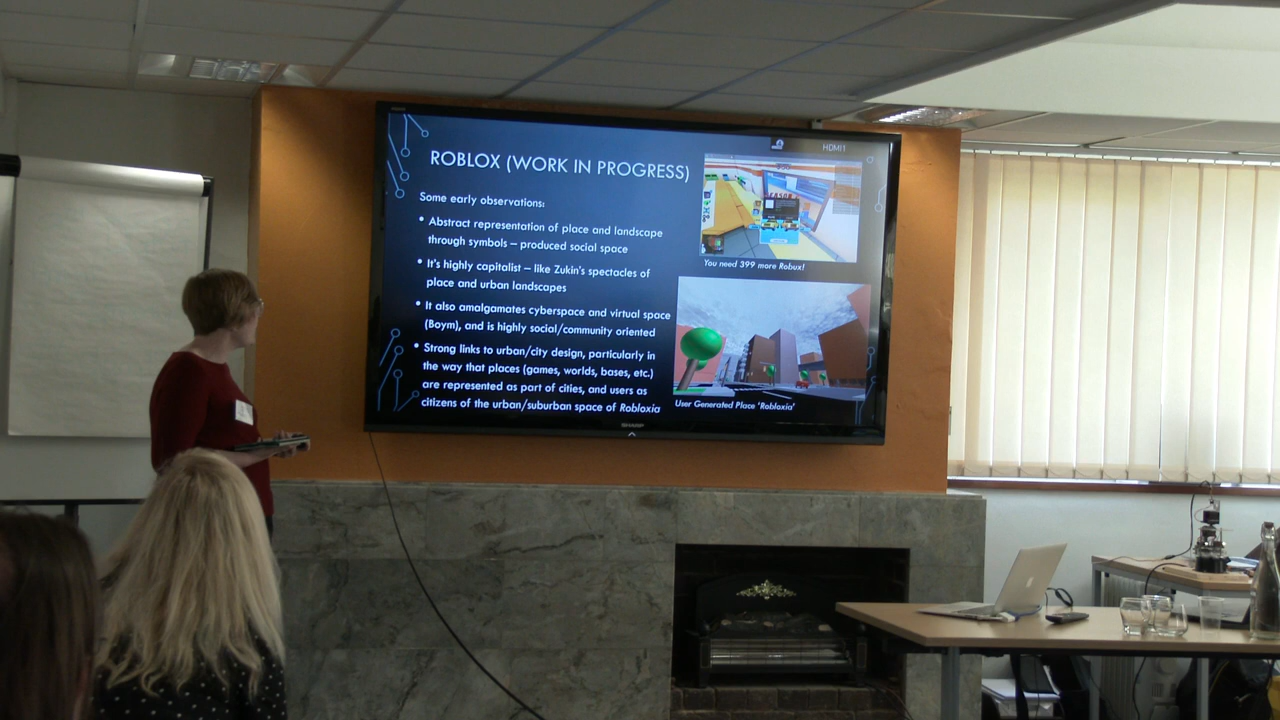 HDMI1
ROBLOX (WORK IN PROGRESS)
Some early observations:
• Abstract representation of place and landscape
through symbols – produced social space
• It's highly capitalist – like Zukin's spectacles of
place and urban landscapes
• It also amalgamates cyberspace and virtual space
(Boym), and is highly social/community oriented
• Strong links to urban/city design, particularly in
the way that places (games, worlds, bases, etc.)
are represented as part of cities, and users as
citizens of the urban/suburban space of Robloxia
You need 399 more Robux!
User Generated Place 'Robloxia'
SHARP